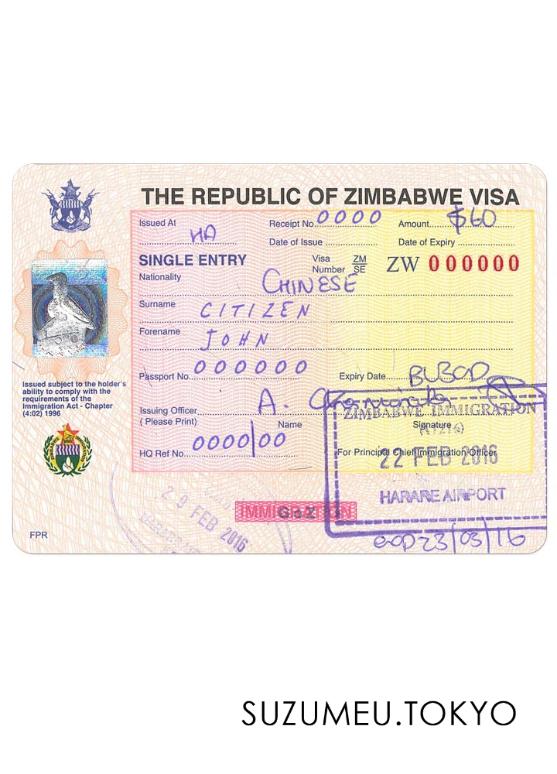 THE REPUBLIC OF ZIMBABWE VISA
Issued At HA Receipt No. 0000 Amount $60
Date of Issue Date of Expiry
SINGLE ENTRY Visa Number ZM/SE ZW 000000
Nationality CHINESE
Surname CITIZEN
Forename JOHN
Passport No. 000000 Expiry Date
Issued subject to the holder's
ability to comply with the
requirements of the
Immigration Act - Chapter
(4:02) 1996
Issuing Officer A.
( Please Print) Name Signature
HQ Ref No. 0000/00 For Principal Chief Immigration Officer
ZIMBABWE IMMIGRATION
22 FEB 2016
HARARE AIRPORT
29 FEB 2016
IMMIGRATION
GoZ
23/03/16
FPR
SUZUMEU.TOKYO